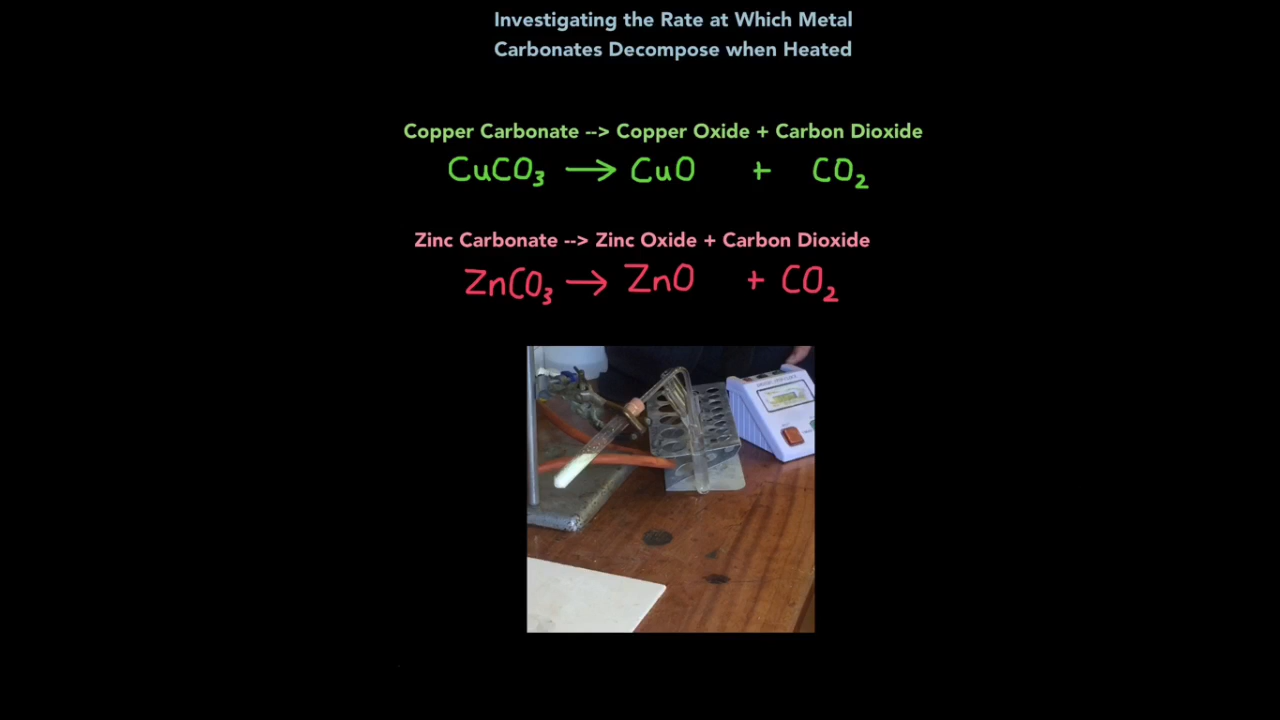 Investigating the Rate at Which Metal
Carbonates Decompose when Heated
Copper Carbonate --> Copper Oxide + Carbon Dioxide
CuCO₃ → CuO + CO₂
Zinc Carbonate --> Zinc Oxide + Carbon Dioxide
ZnCO₃ → ZnO + CO₂